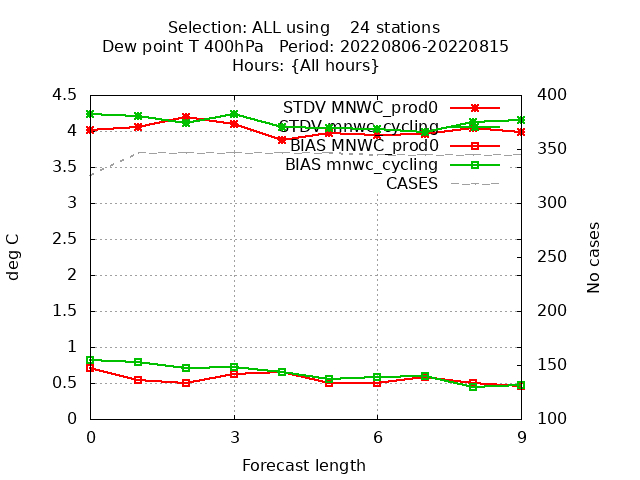 Selection: ALL using    24 stations
Dew point T 400hPa   Period: 20220806-20220815
Hours: {All hours}
4.5
4
3.5
3
2.5
2
1.5
1
0.5
0
deg C
400
350
300
250
200
150
100
No cases
STDV MNWC_prod0
STDV mnwc_cycling
BIAS MNWC_prod0
BIAS mnwc_cycling
CASES
0
3
6
9
Forecast length